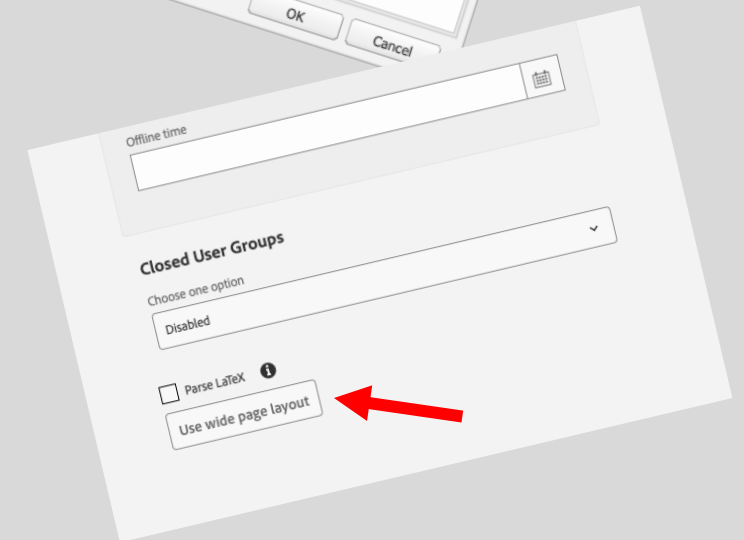 OK
Cancel
Offline time
Closed User Groups
Choose one option
Disabled
Parse LaTeX
Use wide page layout